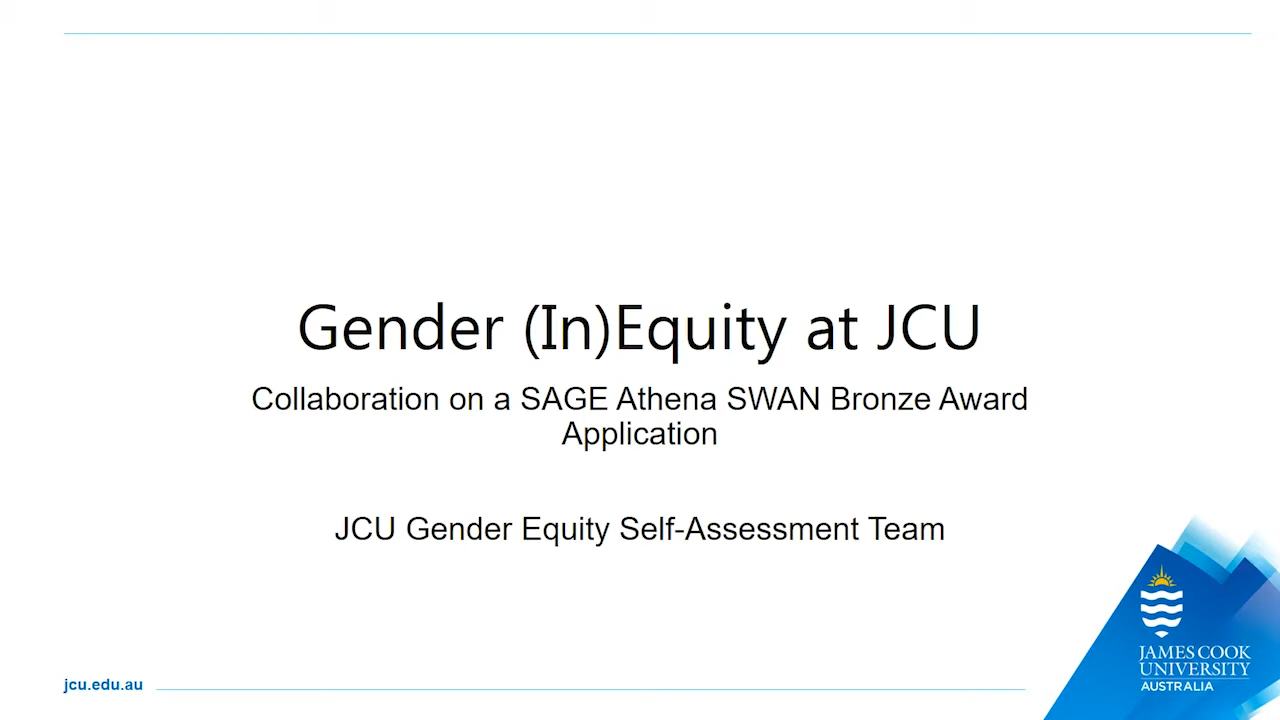 Gender (In)Equity at JCU
Collaboration on a SAGE Athena SWAN Bronze Award
Application
JCU Gender Equity Self-Assessment Team
jcu.edu.au
JAMES COOK
UNIVERSITY
AUSTRALIA